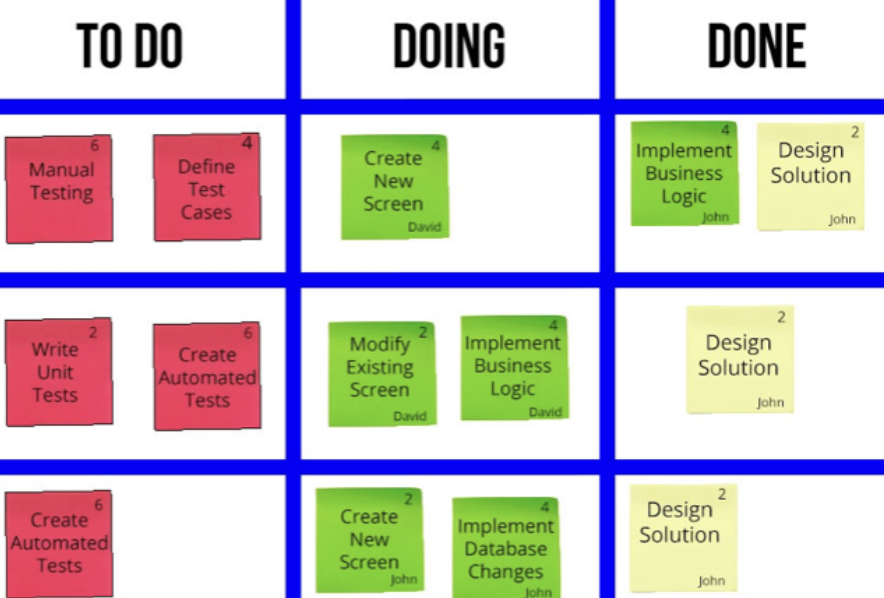 TO DO
DOING
DONE
6
Manual
Testing
4
Define
Test
Cases
4
Create
New
Screen
David
4
Implement
Business
Logic
John
2
Design
Solution
John
2
Write
Unit
Tests
6
Create
Automated
Tests
2
Modify
Existing
Screen
David
4
Implement
Business
Logic
David
2
Design
Solution
John
6
Create
Automated
Tests
2
Create
New
Screen
John
4
Implement
Database
Changes
John
2
Design
Solution
John